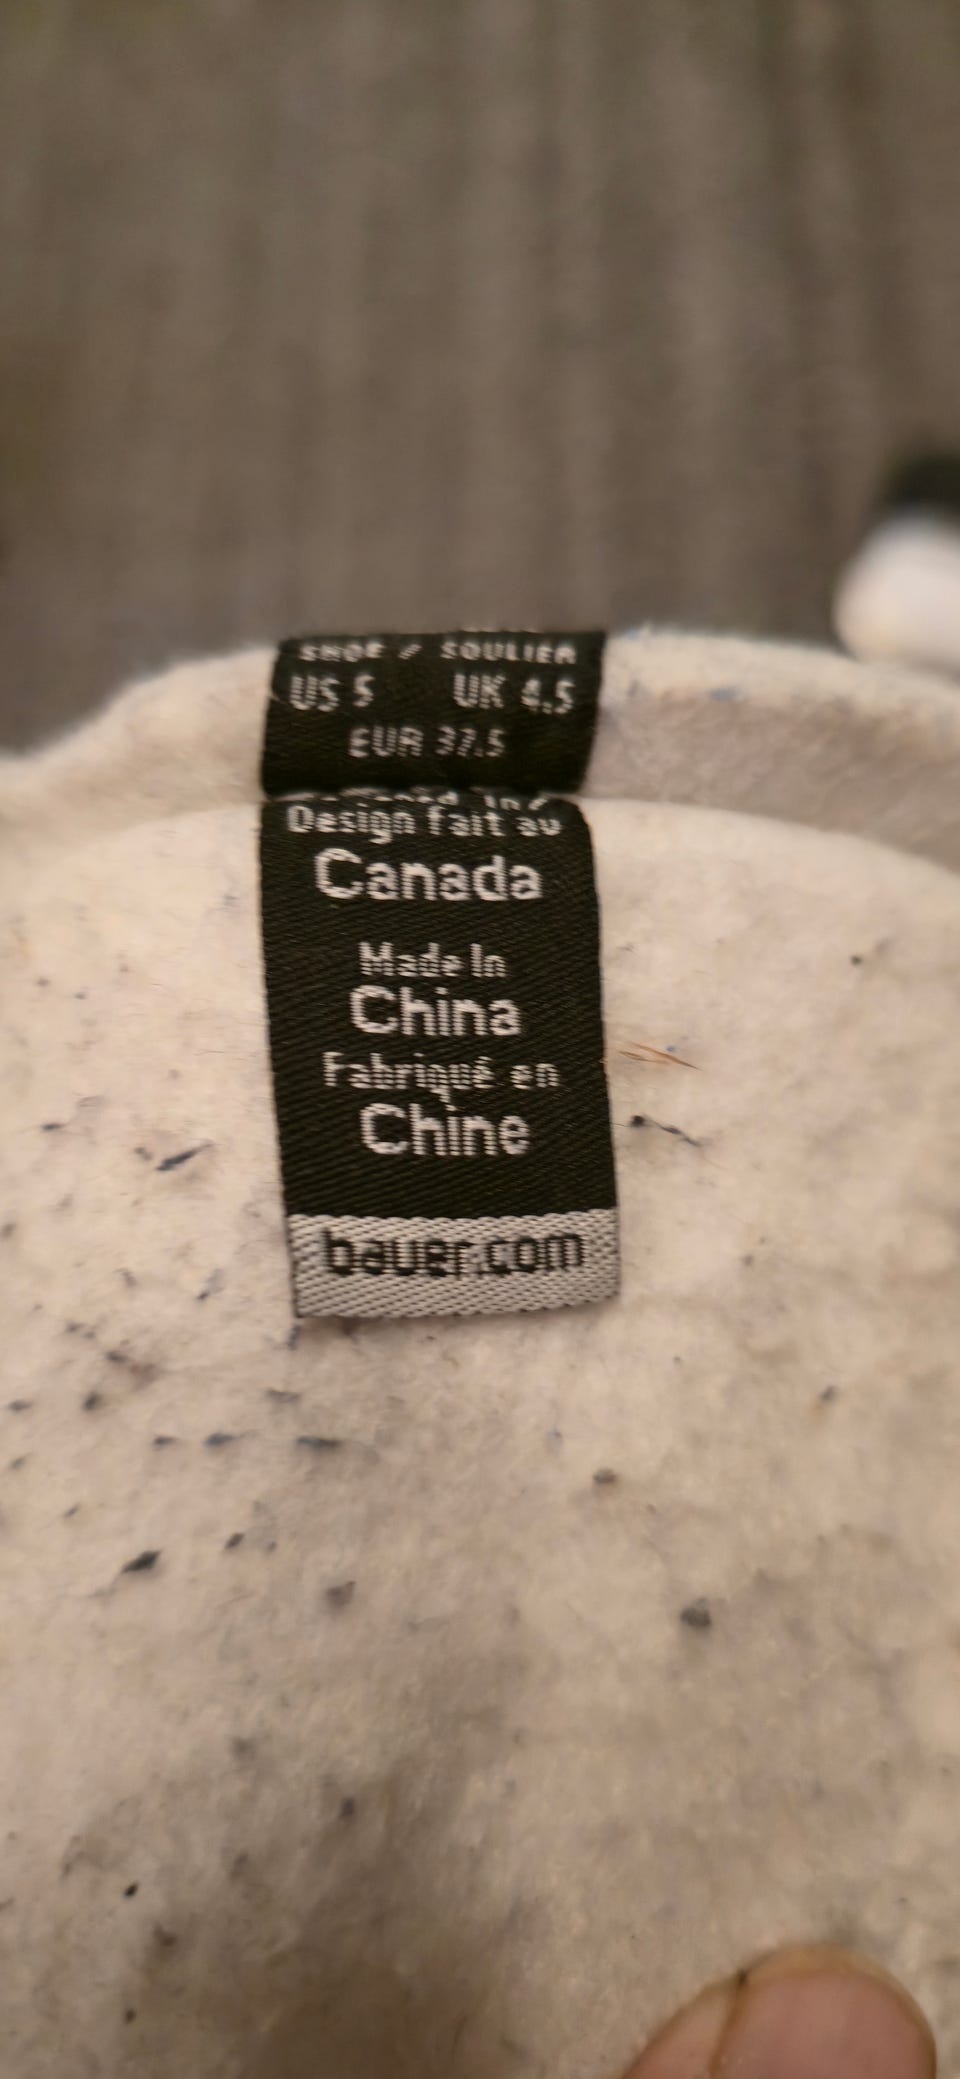 SHOE / SOULIER
US 5 UK 4.5
EUR 37.5
Design fait au
Canada
Made In
China
Fabriqué en
Chine
bauer.com